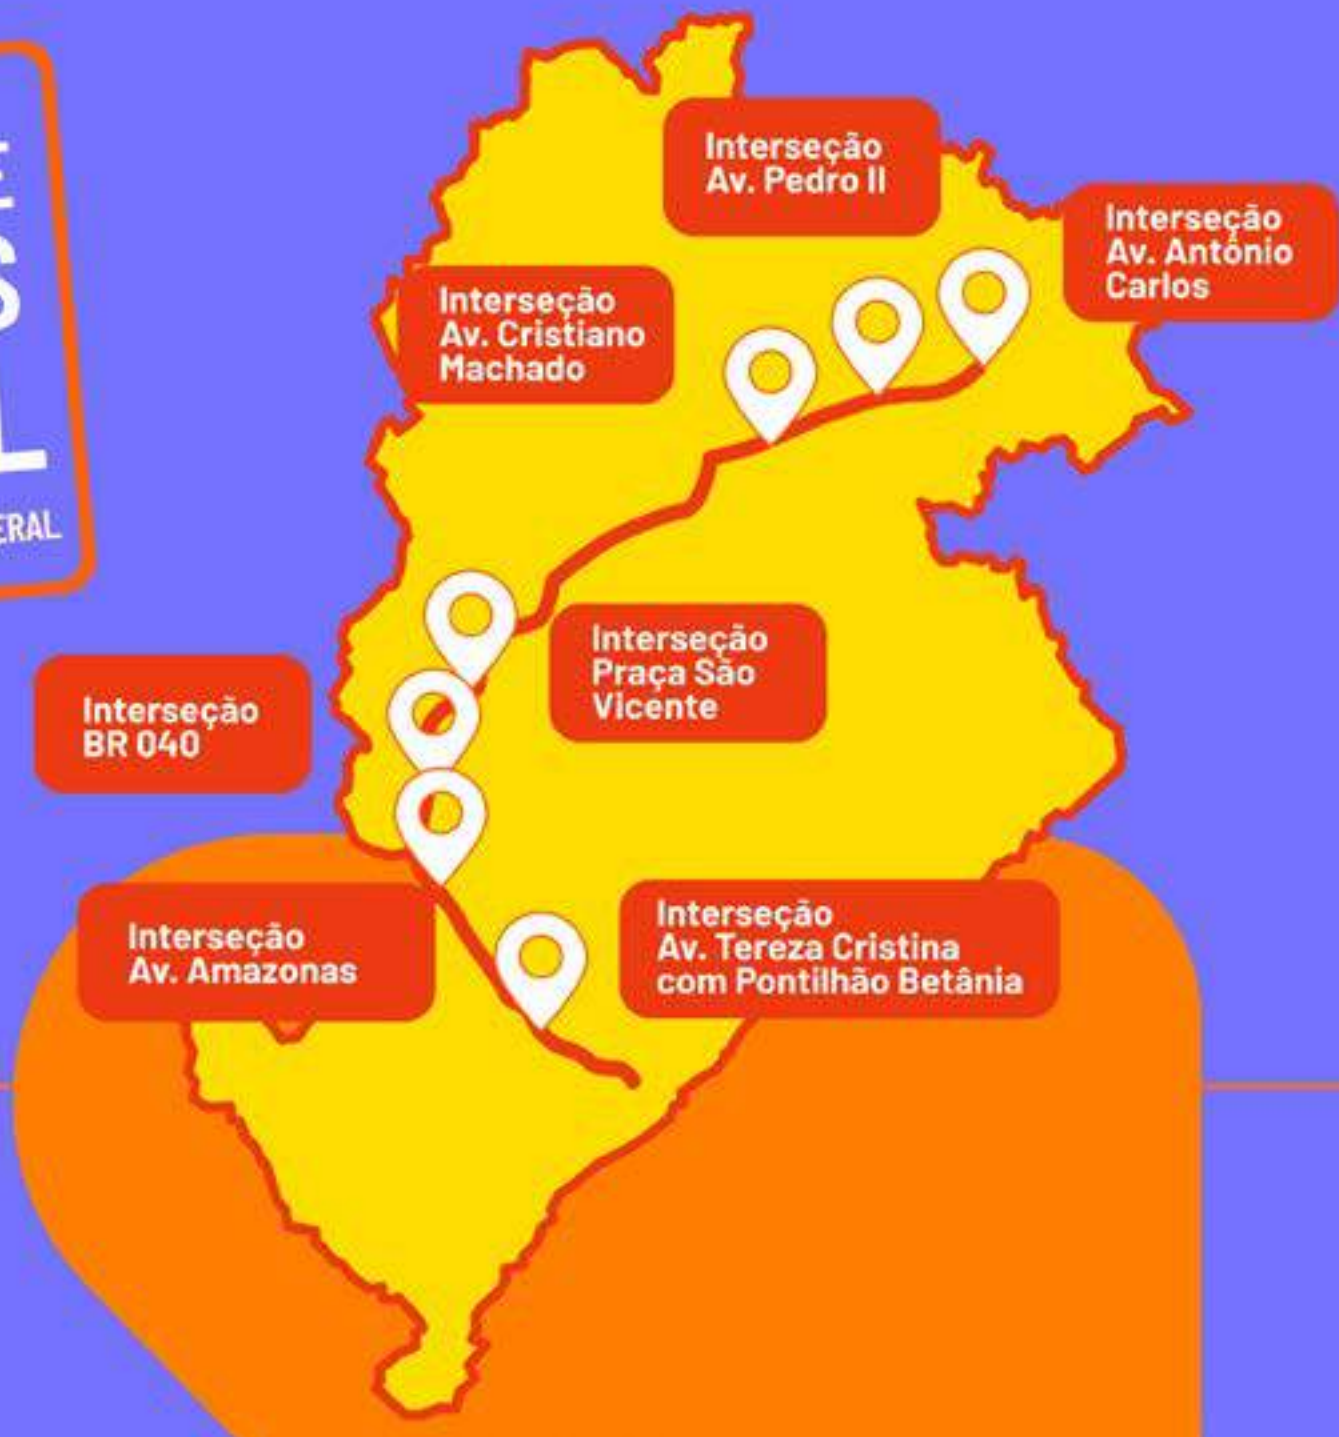 E
S
L
ERAL
Interseção
Av. Pedro II
Interseção
Av. Antônio
Carlos
Interseção
Av. Cristiano
Machado
Interseção
Praça São
Vicente
Interseção
BR 040
Interseção
Av. Amazonas
Interseção
Av. Tereza Cristina
com Pontilhão Betânia